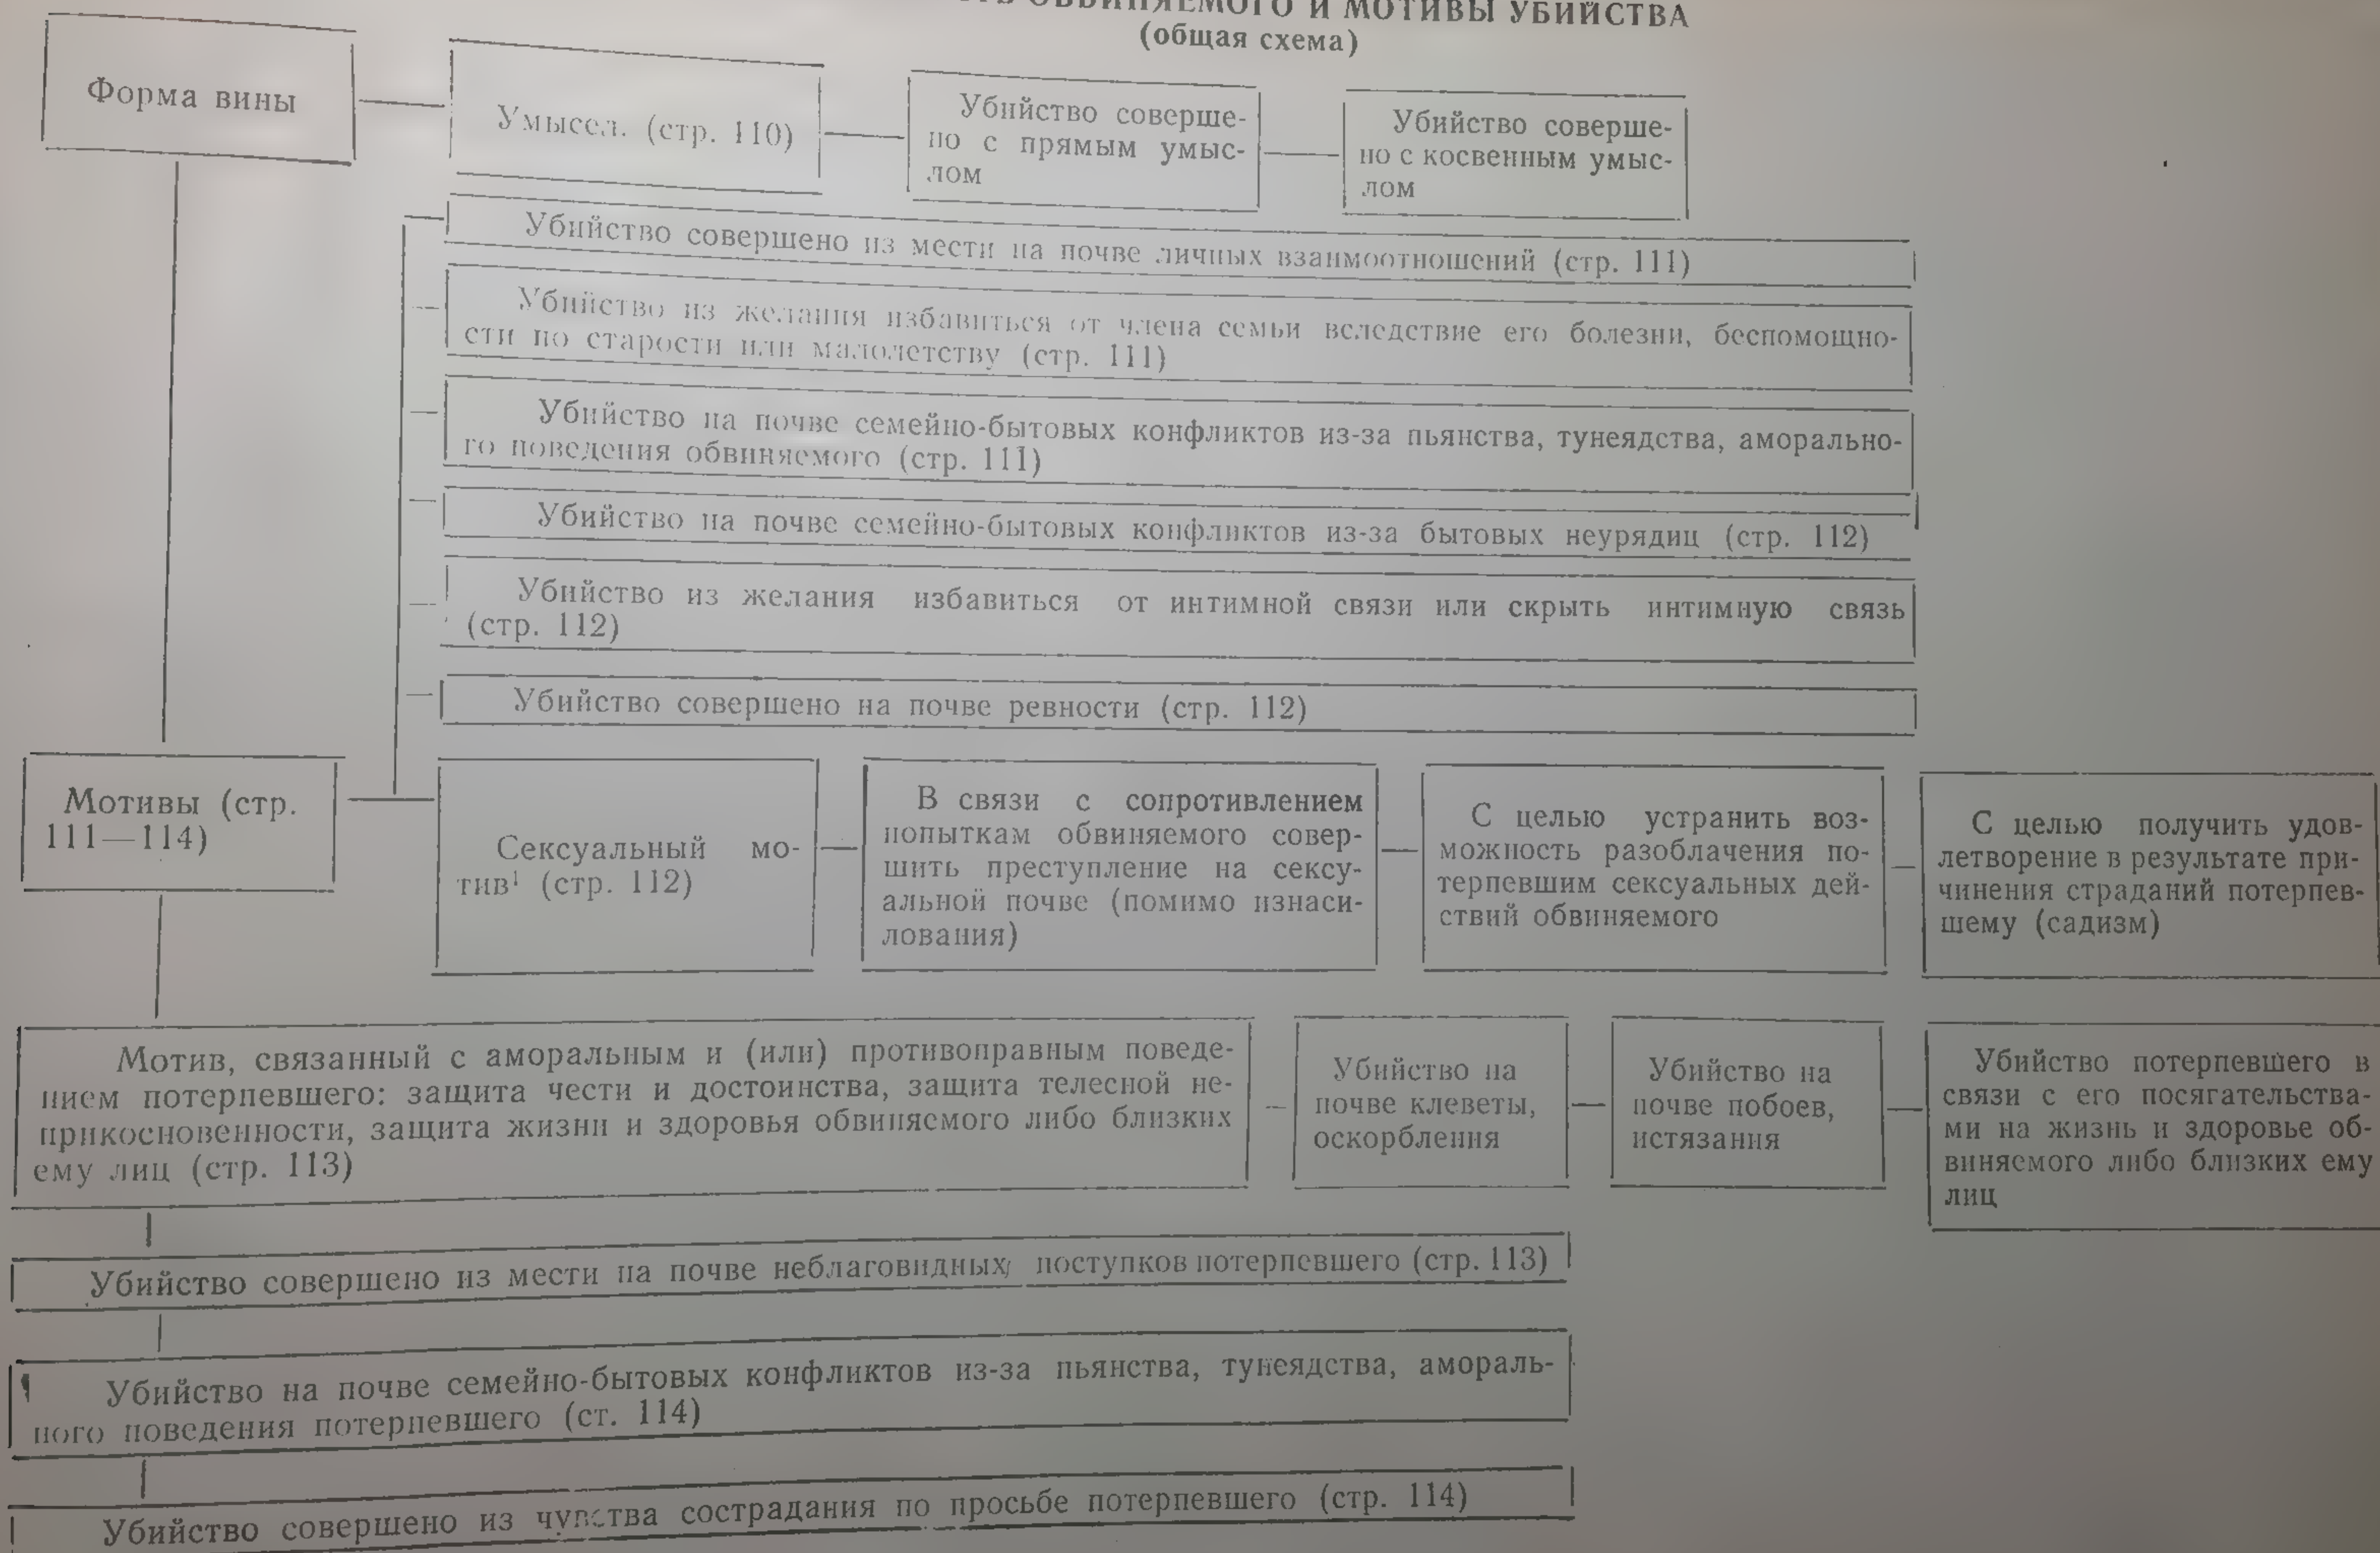 ОБВИНЯЕМОГО И МОТИВЫ УБИЙСТВА
(общая схема)
Форма вины
Умысел. (стр. 110)
Убийство соверше-
но с прямым умыс-
лом
Убийство соверше-
но с косвенным умыс-
лом
Убийство совершено из мести на почве личных взаимоотношений (стр. 111)
Убийство из желания избавиться от члена семьи вследствие его болезни, беспомощно-
сти по старости или малолетству (стр. 111)
Убийство на почве семейно-бытовых конфликтов из-за пьянства, тунеядства, аморально-
го поведения обвиняемого (стр. 111)
Убийство на почве семейно-бытовых конфликтов из-за бытовых неурядиц (стр. 112)
Убийство из желания избавиться от интимной связи или скрыть интимную связь
(стр. 112)
Убийство совершено на почве ревности (стр. 112)
Мотивы (стр.
111—114)
Сексуальный мо-
тив¹ (стр. 112)
В связи с сопротивлением
попыткам обвиняемого совер-
шить преступление на сексу-
альной почве (помимо изнаси-
лования)
С целью устранить воз-
можность разоблачения по-
терпевшим сексуальных дей-
ствий обвиняемого
С целью получить удов-
летворение в результате при-
чинения страданий потерпев-
шему (садизм)
Мотив, связанный с аморальным и (или) противоправным поведе-
нием потерпевшего: защита чести и достоинства, защита телесной не-
прикосновенности, защита жизни и здоровья обвиняемого либо близких
ему лиц (стр. 113)
Убийство на
почве клеветы,
оскорбления
Убийство на
почве побоев,
истязания
Убийство потерпевшего в
связи с его посягательства-
ми на жизнь и здоровье об-
виняемого либо близких ему
лиц
Убийство совершено из мести на почве неблаговидных поступков потерпевшего (стр. 113)
Убийство на почве семейно-бытовых конфликтов из-за пьянства, тунеядства, амораль-
ного поведения потерпевшего (ст. 114)
Убийство совершено из чувства сострадания по просьбе потерпевшего (стр. 114)